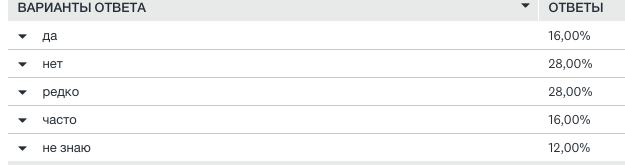 ВАРИАНТЫ ОТВЕТА ОТВЕТЫ
да 16,00%
нет 28,00%
редко 28,00%
часто 16,00%
не знаю 12,00%